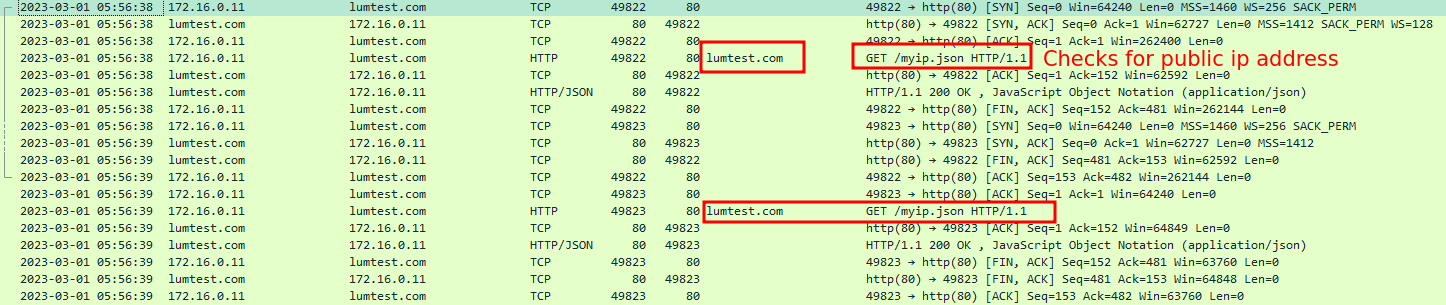 2023-03-01 05:56:38 172.16.0.11 lumtest.com TCP 49822 80 49822 → http(80) [SYN] Seq=0 Win=64240 Len=0 MSS=1460 WS=256 SACK_PERM
2023-03-01 05:56:38 lumtest.com 172.16.0.11 TCP 80 49822 http(80) → 49822 [SYN, ACK] Seq=0 Ack=1 Win=62727 Len=0 MSS=1412 SACK_PERM WS=128
2023-03-01 05:56:38 172.16.0.11 lumtest.com TCP 49822 80 49822 → http(80) [ACK] Seq=1 Ack=1 Win=262400 Len=0
2023-03-01 05:56:38 172.16.0.11 lumtest.com HTTP 49822 80 lumtest.com GET /myip.json HTTP/1.1 Checks for public ip address
2023-03-01 05:56:38 lumtest.com 172.16.0.11 TCP 80 49822 http(80) → 49822 [ACK] Seq=1 Ack=152 Win=62592 Len=0
2023-03-01 05:56:38 lumtest.com 172.16.0.11 HTTP/JSON 80 49822 HTTP/1.1 200 OK , JavaScript Object Notation (application/json)
2023-03-01 05:56:38 172.16.0.11 lumtest.com TCP 49822 80 49822 → http(80) [FIN, ACK] Seq=152 Ack=481 Win=262144 Len=0
2023-03-01 05:56:38 172.16.0.11 lumtest.com TCP 49823 80 49823 → http(80) [SYN] Seq=0 Win=64240 Len=0 MSS=1460 WS=256 SACK_PERM
2023-03-01 05:56:39 lumtest.com 172.16.0.11 TCP 80 49823 http(80) → 49823 [SYN, ACK] Seq=0 Ack=1 Win=62727 Len=0 MSS=1412
2023-03-01 05:56:39 lumtest.com 172.16.0.11 TCP 80 49822 http(80) → 49822 [FIN, ACK] Seq=481 Ack=153 Win=62592 Len=0
2023-03-01 05:56:39 172.16.0.11 lumtest.com TCP 49822 80 49822 → http(80) [ACK] Seq=153 Ack=482 Win=262144 Len=0
2023-03-01 05:56:39 172.16.0.11 lumtest.com TCP 49823 80 49823 → http(80) [ACK] Seq=1 Ack=1 Win=64240 Len=0
2023-03-01 05:56:39 172.16.0.11 lumtest.com HTTP 49823 80 lumtest.com GET /myip.json HTTP/1.1
2023-03-01 05:56:39 lumtest.com 172.16.0.11 TCP 80 49823 http(80) → 49823 [ACK] Seq=1 Ack=152 Win=64849 Len=0
2023-03-01 05:56:39 lumtest.com 172.16.0.11 HTTP/JSON 80 49823 HTTP/1.1 200 OK , JavaScript Object Notation (application/json)
2023-03-01 05:56:39 172.16.0.11 lumtest.com TCP 49823 80 49823 → http(80) [FIN, ACK] Seq=152 Ack=481 Win=63760 Len=0
2023-03-01 05:56:39 lumtest.com 172.16.0.11 TCP 80 49823 http(80) → 49823 [FIN, ACK] Seq=481 Ack=153 Win=64848 Len=0
2023-03-01 05:56:39 172.16.0.11 lumtest.com TCP 49823 80 49823 → http(80) [ACK] Seq=153 Ack=482 Win=63760 Len=0